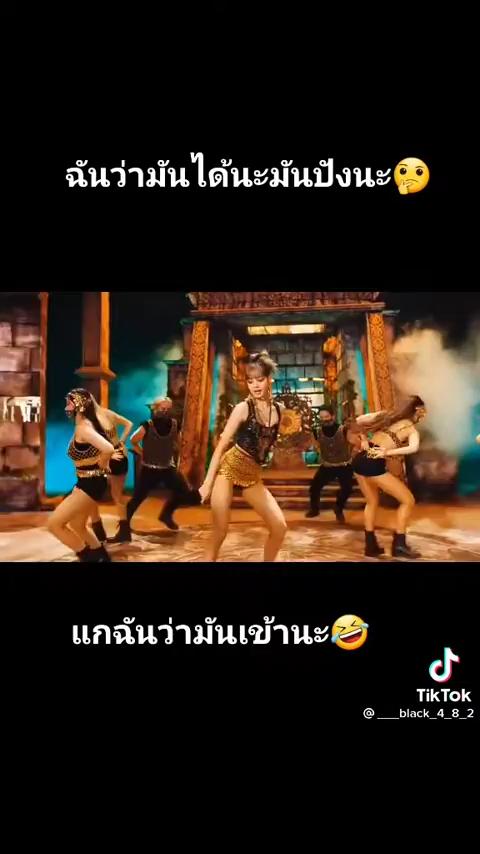 ฉันว่ามันได้นะมันปังนะ🤔
แกฉันว่ามันเข้านะ🤣
TikTok
@___black_4_8_2